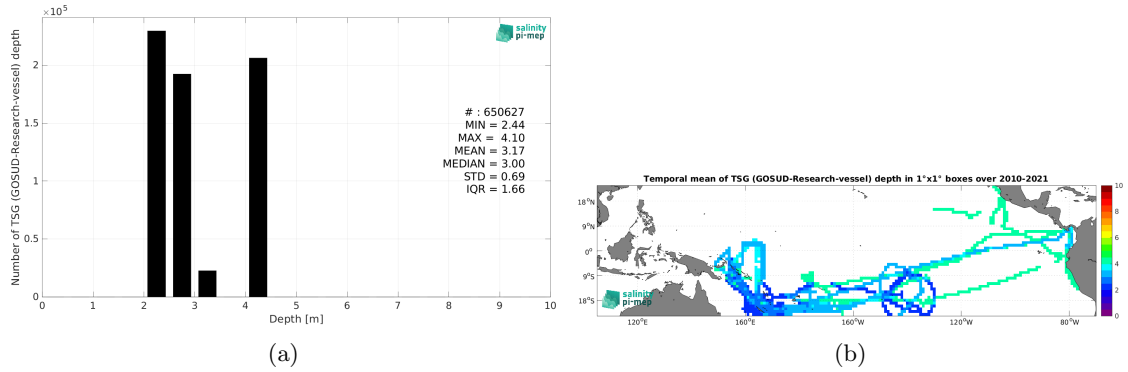 ×10⁵
salinity
pi-mep
Number of TSG (GOSUD-Research-vessel) depth
2
1.5
1
0.5
0
# : 650627
MIN = 2.44
MAX = 4.10
MEAN = 3.17
MEDIAN = 3.00
STD = 0.69
IQR = 1.66
0 1 2 3 4 5 6 7 8 9 10
Depth [m]
(a)
Temporal mean of TSG (GOSUD-Research-vessel) depth in 1°x1° boxes over 2010-2021
18°N
9°N
0°
9°S
18°S
salinity
pi-mep
120°E 160°E 160°W 120°W 80°W
10
8
6
4
2
0
(b)